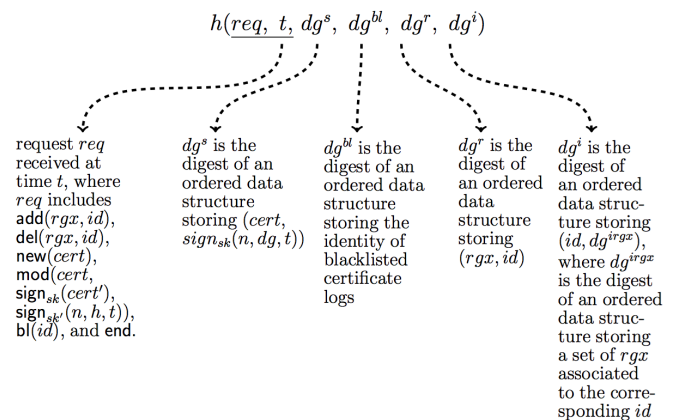 h(req, t, dg^s, dg^bl, dg^r, dg^i)
request req
received at
time t, where
req includes
add(rgx, id),
del(rgx, id),
new(cert),
mod(cert,
sign_sk(cert′),
sign_sk′(n, h, t)),
bl(id), and end.
dg^s is the
digest of an
ordered data
structure
storing (cert,
sign_sk(n, dg, t))
dg^bl is the
digest of an
ordered data
structure
storing the
identity of
blacklisted
certificate
logs
dg^r is the
digest of
an ordered
data
structure
storing
(rgx, id)
dg^i is the
digest of
an ordered
data struc-
ture storing
(id, dg^irgx),
where dg^irgx
is the digest
of an ordered
data struc-
ture storing
a set of rgx
associated
to the corre-
sponding id